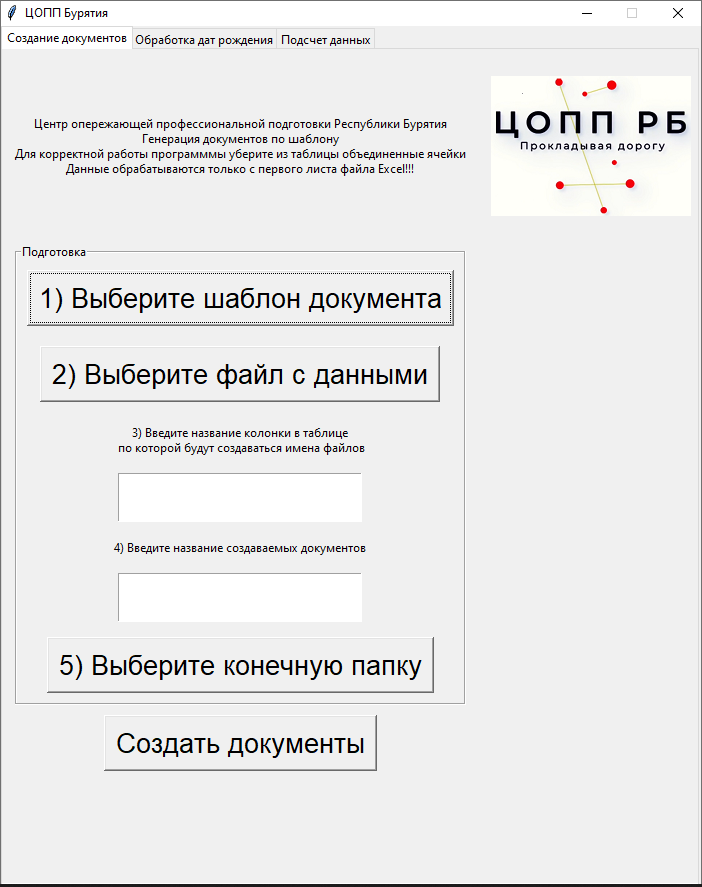 ЦОПП Бурятия
Создание документов
Обработка дат рождения
Подсчет данных
Центр опережающей профессиональной подготовки Республики Бурятия
Генерация документов по шаблону
Для корректной работы программмы уберите из таблицы объединенные ячейки
Данные обрабатываются только с первого листа файла Excel!!!
ЦОПП РБ
Прокладывая дорогу
Подготовка
1) Выберите шаблон документа
2) Выберите файл с данными
3) Введите название колонки в таблице
по которой будут создаваться имена файлов
4) Введите название создаваемых документов
5) Выберите конечную папку
Создать документы